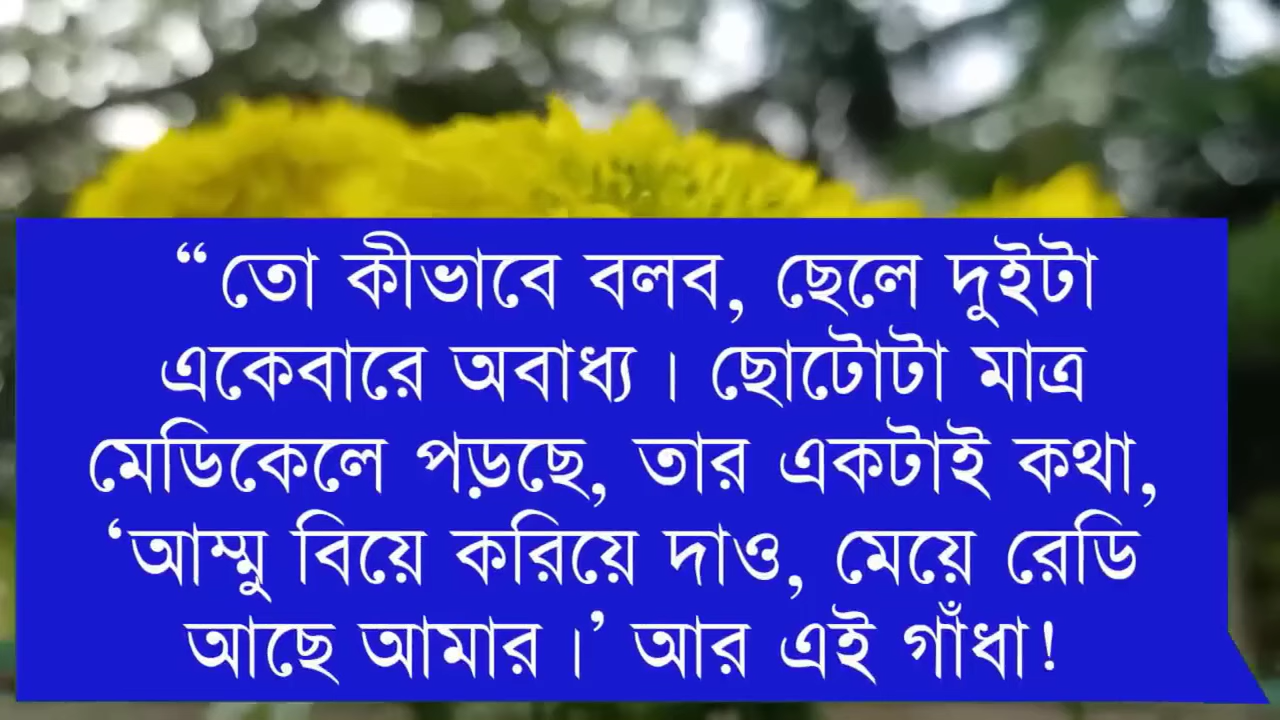 “তো কীভাবে বলব, ছেলে দুইটা
একেবারে অবাধ্য। ছোটোটা মাত্র
মেডিকেলে পড়ছে, তার একটাই কথা,
‘আম্মু বিয়ে করিয়ে দাও, মেয়ে রেডি
আছে আমার।’ আর এই গাঁধা!